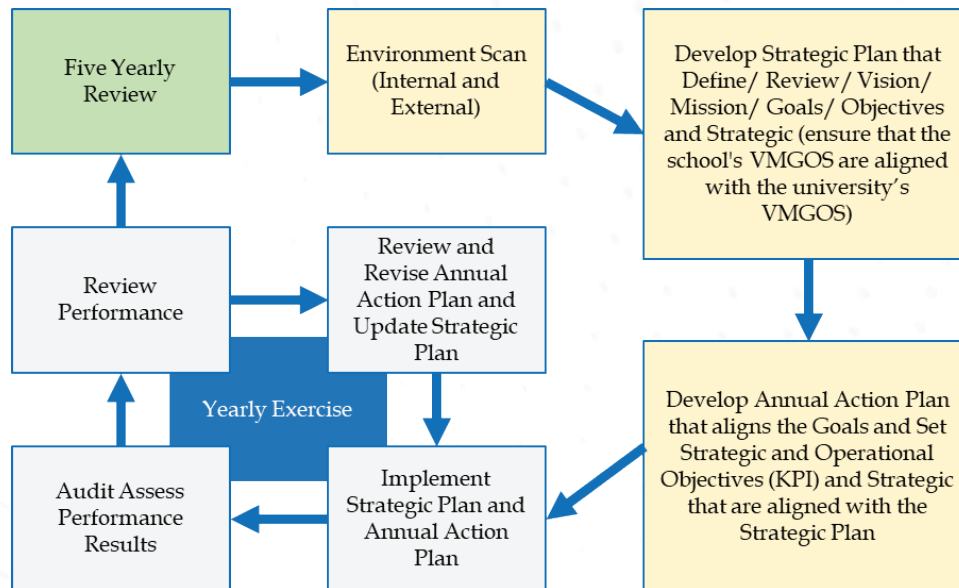 Five Yearly
Review
Environment Scan
(Internal and
External)
Develop Strategic Plan that
Define/ Review/ Vision/
Mission/ Goals/ Objectives
and Strategic (ensure that the
school's VMGOS are aligned
with the university’s
VMGOS)
Review
Performance
Review and
Revise Annual
Action Plan and
Update Strategic
Plan
Yearly Exercise
Audit Assess
Performance
Results
Implement
Strategic Plan and
Annual Action
Plan
Develop Annual Action Plan
that aligns the Goals and Set
Strategic and Operational
Objectives (KPI) and Strategic
that are aligned with the
Strategic Plan